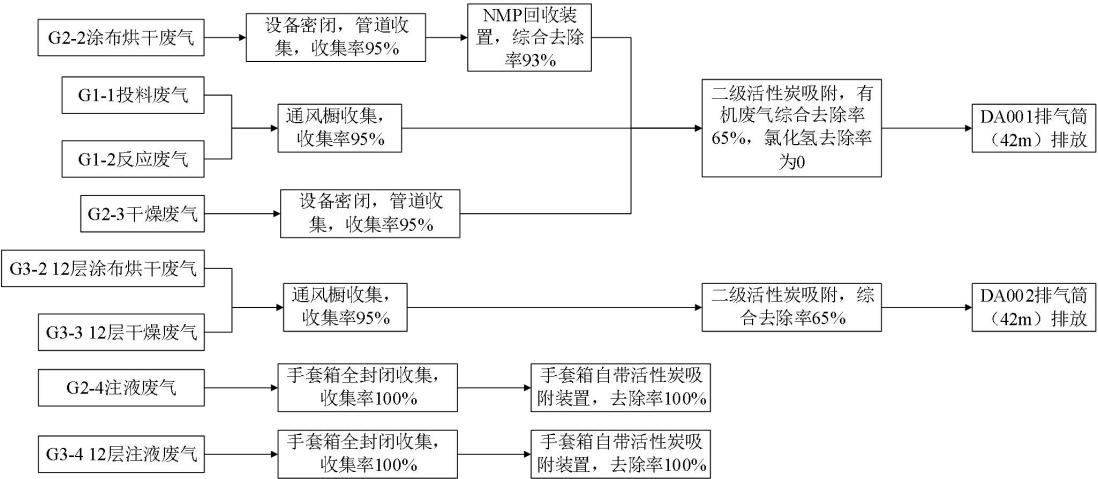 G2-2涂布烘干废气
设备密闭，管道收
集，收集率95%
NMP回收装
置，综合去除
率93%
G1-1投料废气
G1-2反应废气
通风橱收集，
收集率95%
二级活性炭吸附，有
机废气综合去除率
65%，氯化氢去除率
为0
DA001排气筒
（42m）排放
G2-3干燥废气
设备密闭，管道收
集，收集率95%
G3-2 12层涂布烘干废气
G3-3 12层干燥废气
通风橱收集，
收集率95%
二级活性炭吸附，综
合去除率65%
DA002排气筒
（42m）排放
G2-4注液废气
手套箱全封闭收集，
收集率100%
手套箱自带活性炭吸
附装置，去除率100%
G3-4 12层注液废气
手套箱全封闭收集，
收集率100%
手套箱自带活性炭吸
附装置，去除率100%